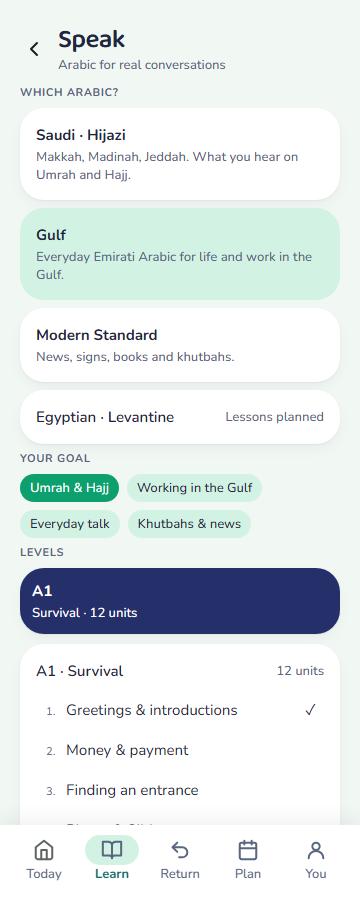 Speak
Arabic for real conversations
WHICH ARABIC?
Saudi · Hijazi
Makkah, Madinah, Jeddah. What you hear on
Umrah and Hajj.
Gulf
Everyday Emirati Arabic for life and work in the
Gulf.
Modern Standard
News, signs, books and khutbahs.
Egyptian · Levantine
Lessons planned
YOUR GOAL
Umrah & Hajj
Working in the Gulf
Everyday talk
Khutbahs & news
LEVELS
A1
Survival · 12 units
A1 · Survival
12 units
1. Greetings & introductions ✓
2. Money & payment
3. Finding an entrance
Today
Learn
Return
Plan
You